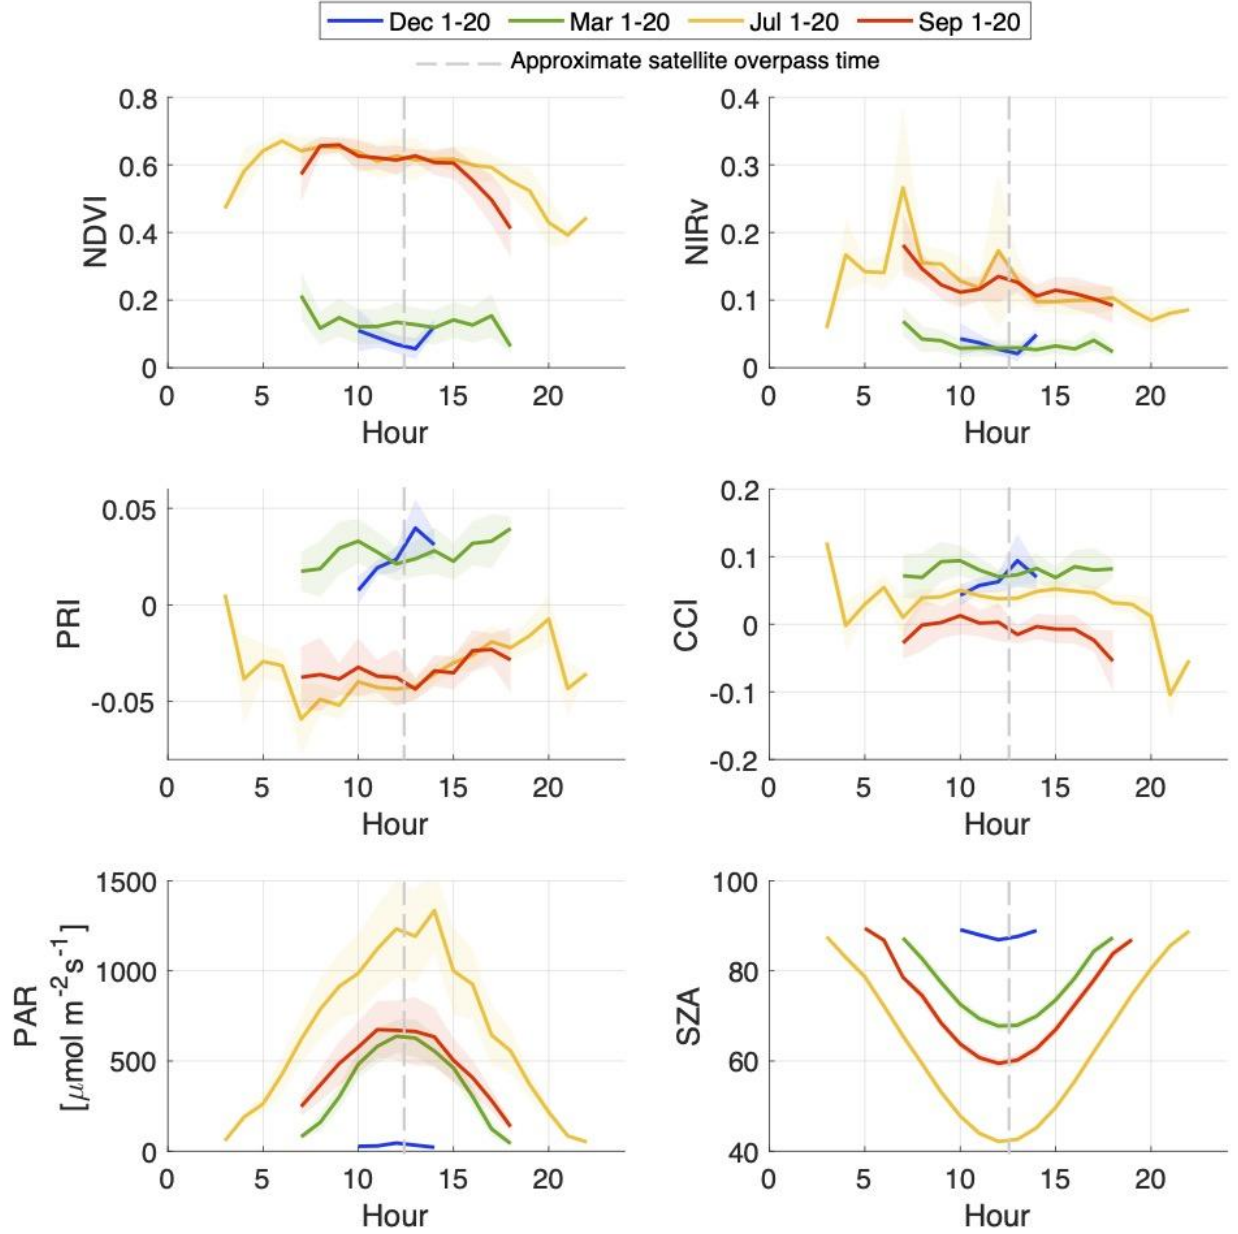 Dec 1-20 Mar 1-20 Jul 1-20 Sep 1-20
Approximate satellite overpass time
0.8
0.6
0.4
0.2
0
NDVI
0 5 10 15 20
Hour
0.4
0.3
0.2
0.1
0
NIRv
0 5 10 15 20
Hour
0.05
0
-0.05
PRI
0 5 10 15 20
Hour
0.2
0.1
0
-0.1
-0.2
CCI
0 5 10 15 20
Hour
1500
1000
500
0
PAR
[μmol m⁻²s⁻¹]
0 5 10 15 20
Hour
100
80
60
40
SZA
0 5 10 15 20
Hour